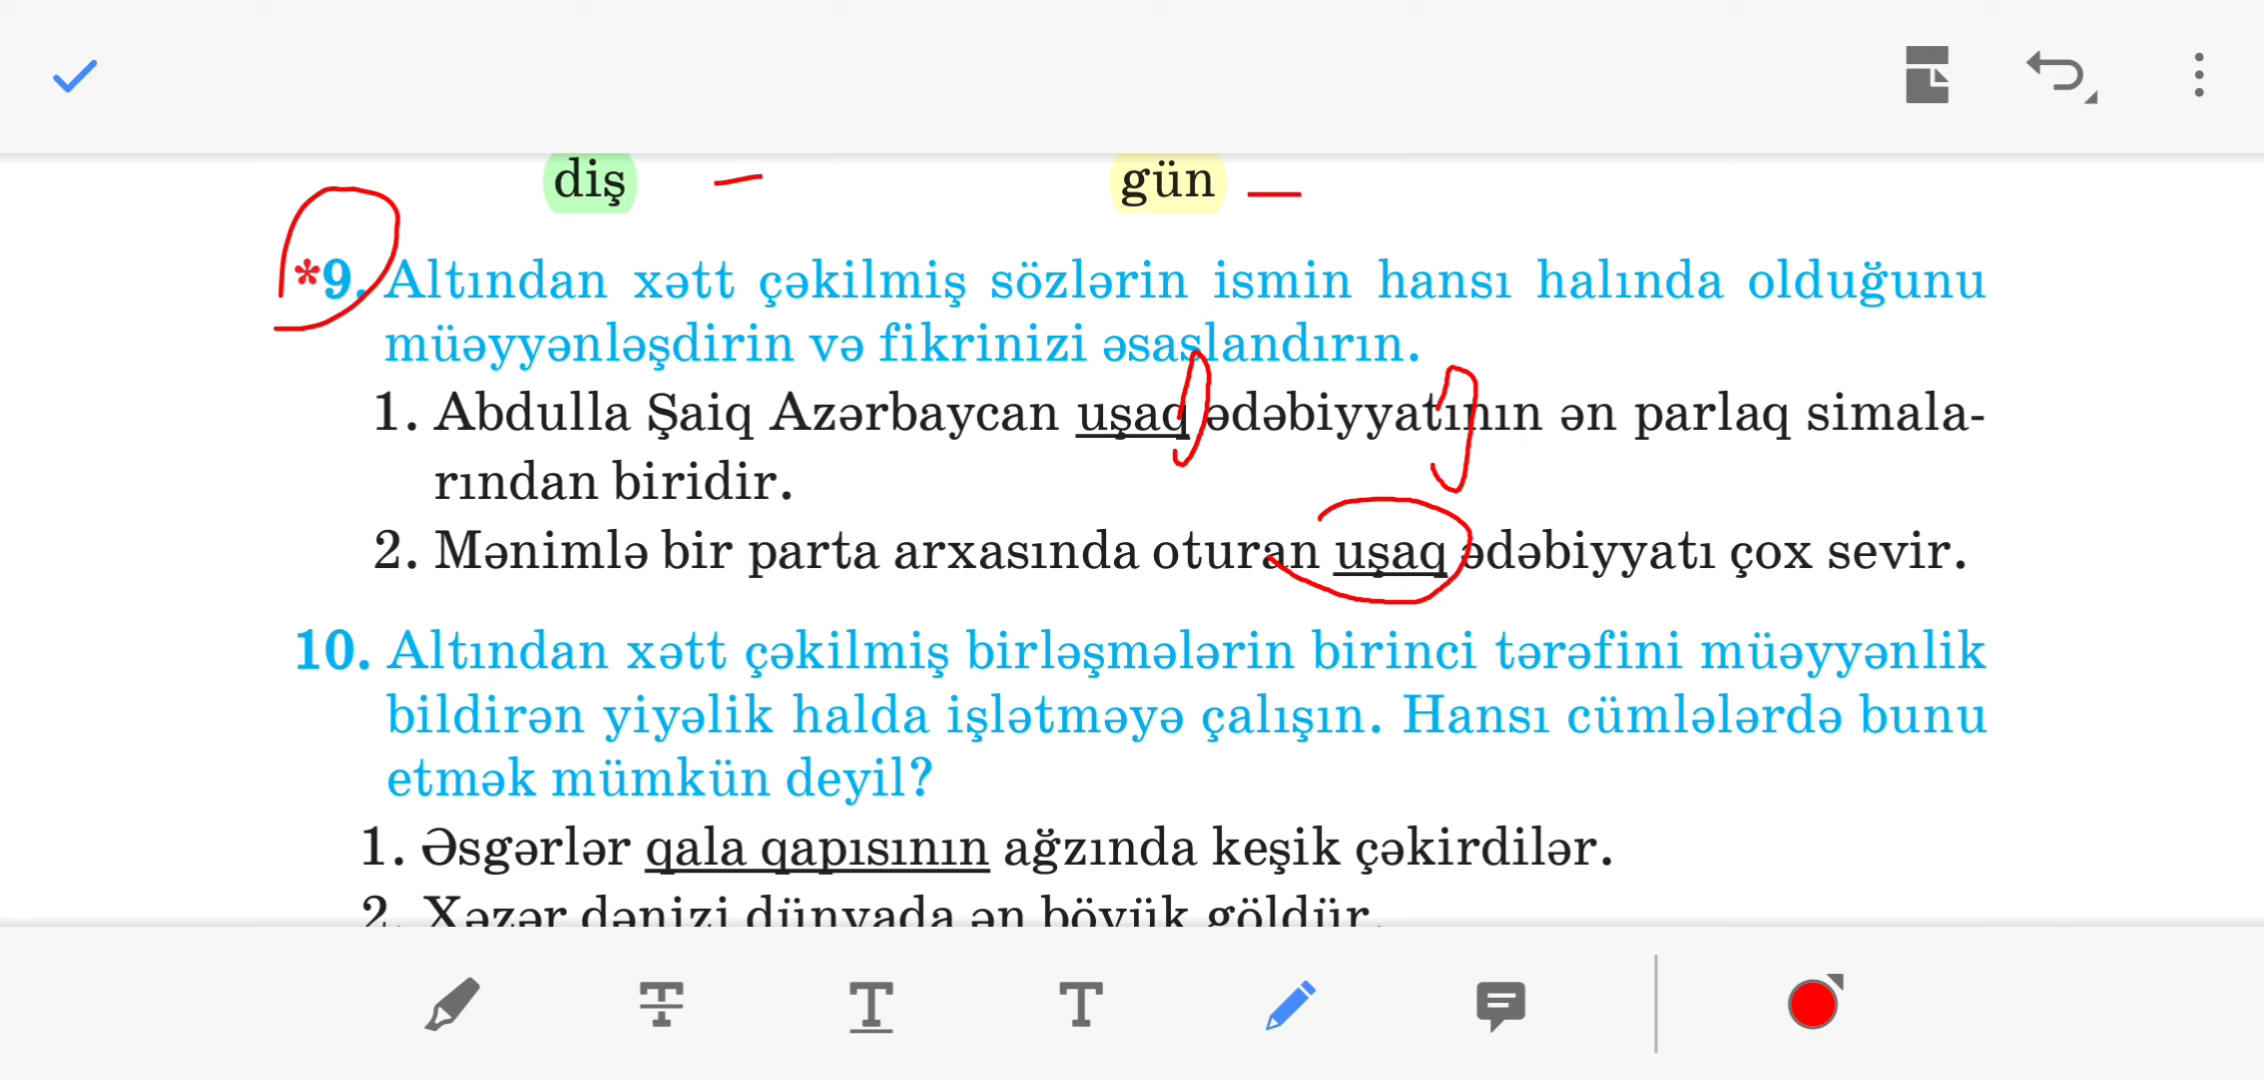 diş gün
*9. Altından xətt çəkilmiş sözlərin ismin hansı halında olduğunu
müəyyənləşdirin və fikrinizi əsaslandırın.
1. Abdulla Şaiq Azərbaycan uşaq ədəbiyyatının ən parlaq simala-
rından biridir.
2. Mənimlə bir parta arxasında oturan uşaq ədəbiyyatı çox sevir.
10. Altından xətt çəkilmiş birləşmələrin birinci tərəfini müəyyənlik
bildirən yiyəlik halda işlətməyə çalışın. Hansı cümlələrdə bunu
etmək mümkün deyil?
1. Əsgərlər qala qapısının ağzında keşik çəkirdilər.
2. Xəzər dənizi dünyada ən böyük göldür.